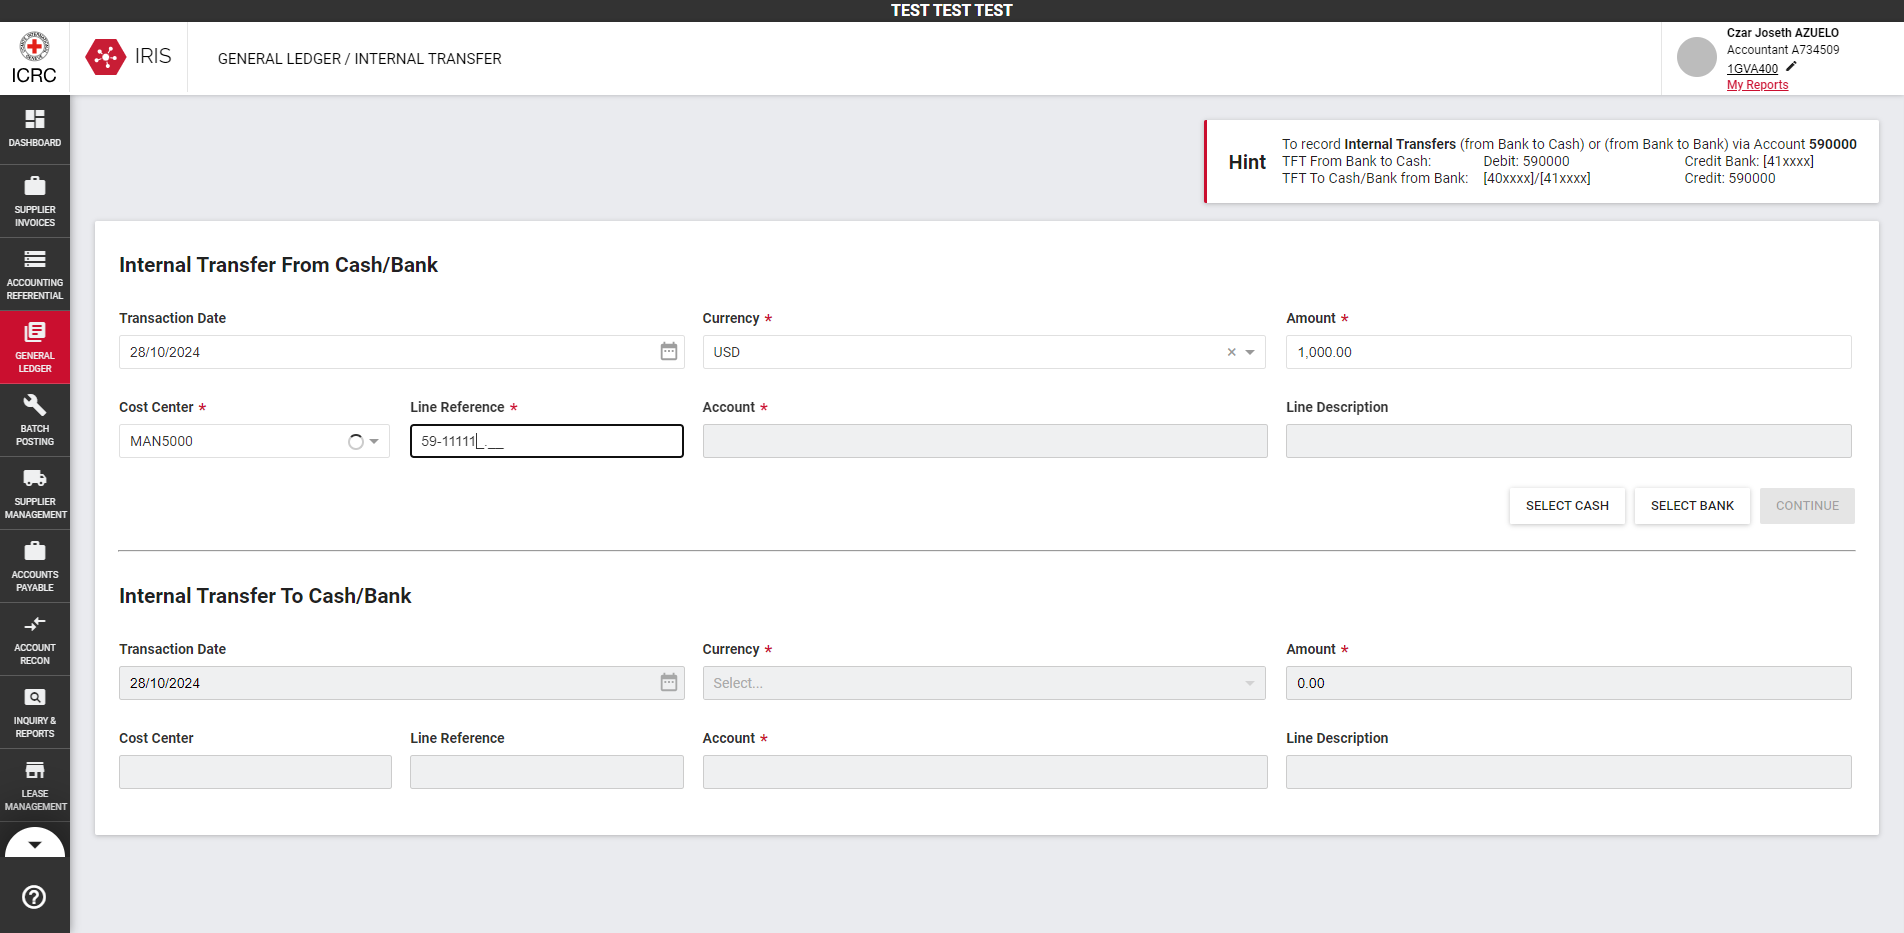 TEST TEST TEST
ICRC
IRIS
GENERAL LEDGER / INTERNAL TRANSFER
Czar Joseth AZUELO
Accountant A734509
1GVA400
My Reports
DASHBOARD
SUPPLIER
INVOICES
ACCOUNTING
REFERENTIAL
GENERAL
LEDGER
BATCH
POSTING
SUPPLIER
MANAGEMENT
ACCOUNTS
PAYABLE
ACCOUNT
RECON
INQUIRY &
REPORTS
LEASE
MANAGEMENT
Hint
To record Internal Transfers (from Bank to Cash) or (from Bank to Bank) via Account 590000
TFT From Bank to Cash: Debit: 590000 Credit Bank: [41xxxx]
TFT To Cash/Bank from Bank: [40xxxx]/[41xxxx] Credit: 590000
Internal Transfer From Cash/Bank
Transaction Date Currency * Amount *
28/10/2024 USD 1,000.00
Cost Center * Line Reference * Account * Line Description
MAN5000 59-11111_.__
SELECT CASH SELECT BANK CONTINUE
Internal Transfer To Cash/Bank
Transaction Date Currency * Amount *
28/10/2024 Select... 0.00
Cost Center Line Reference Account * Line Description